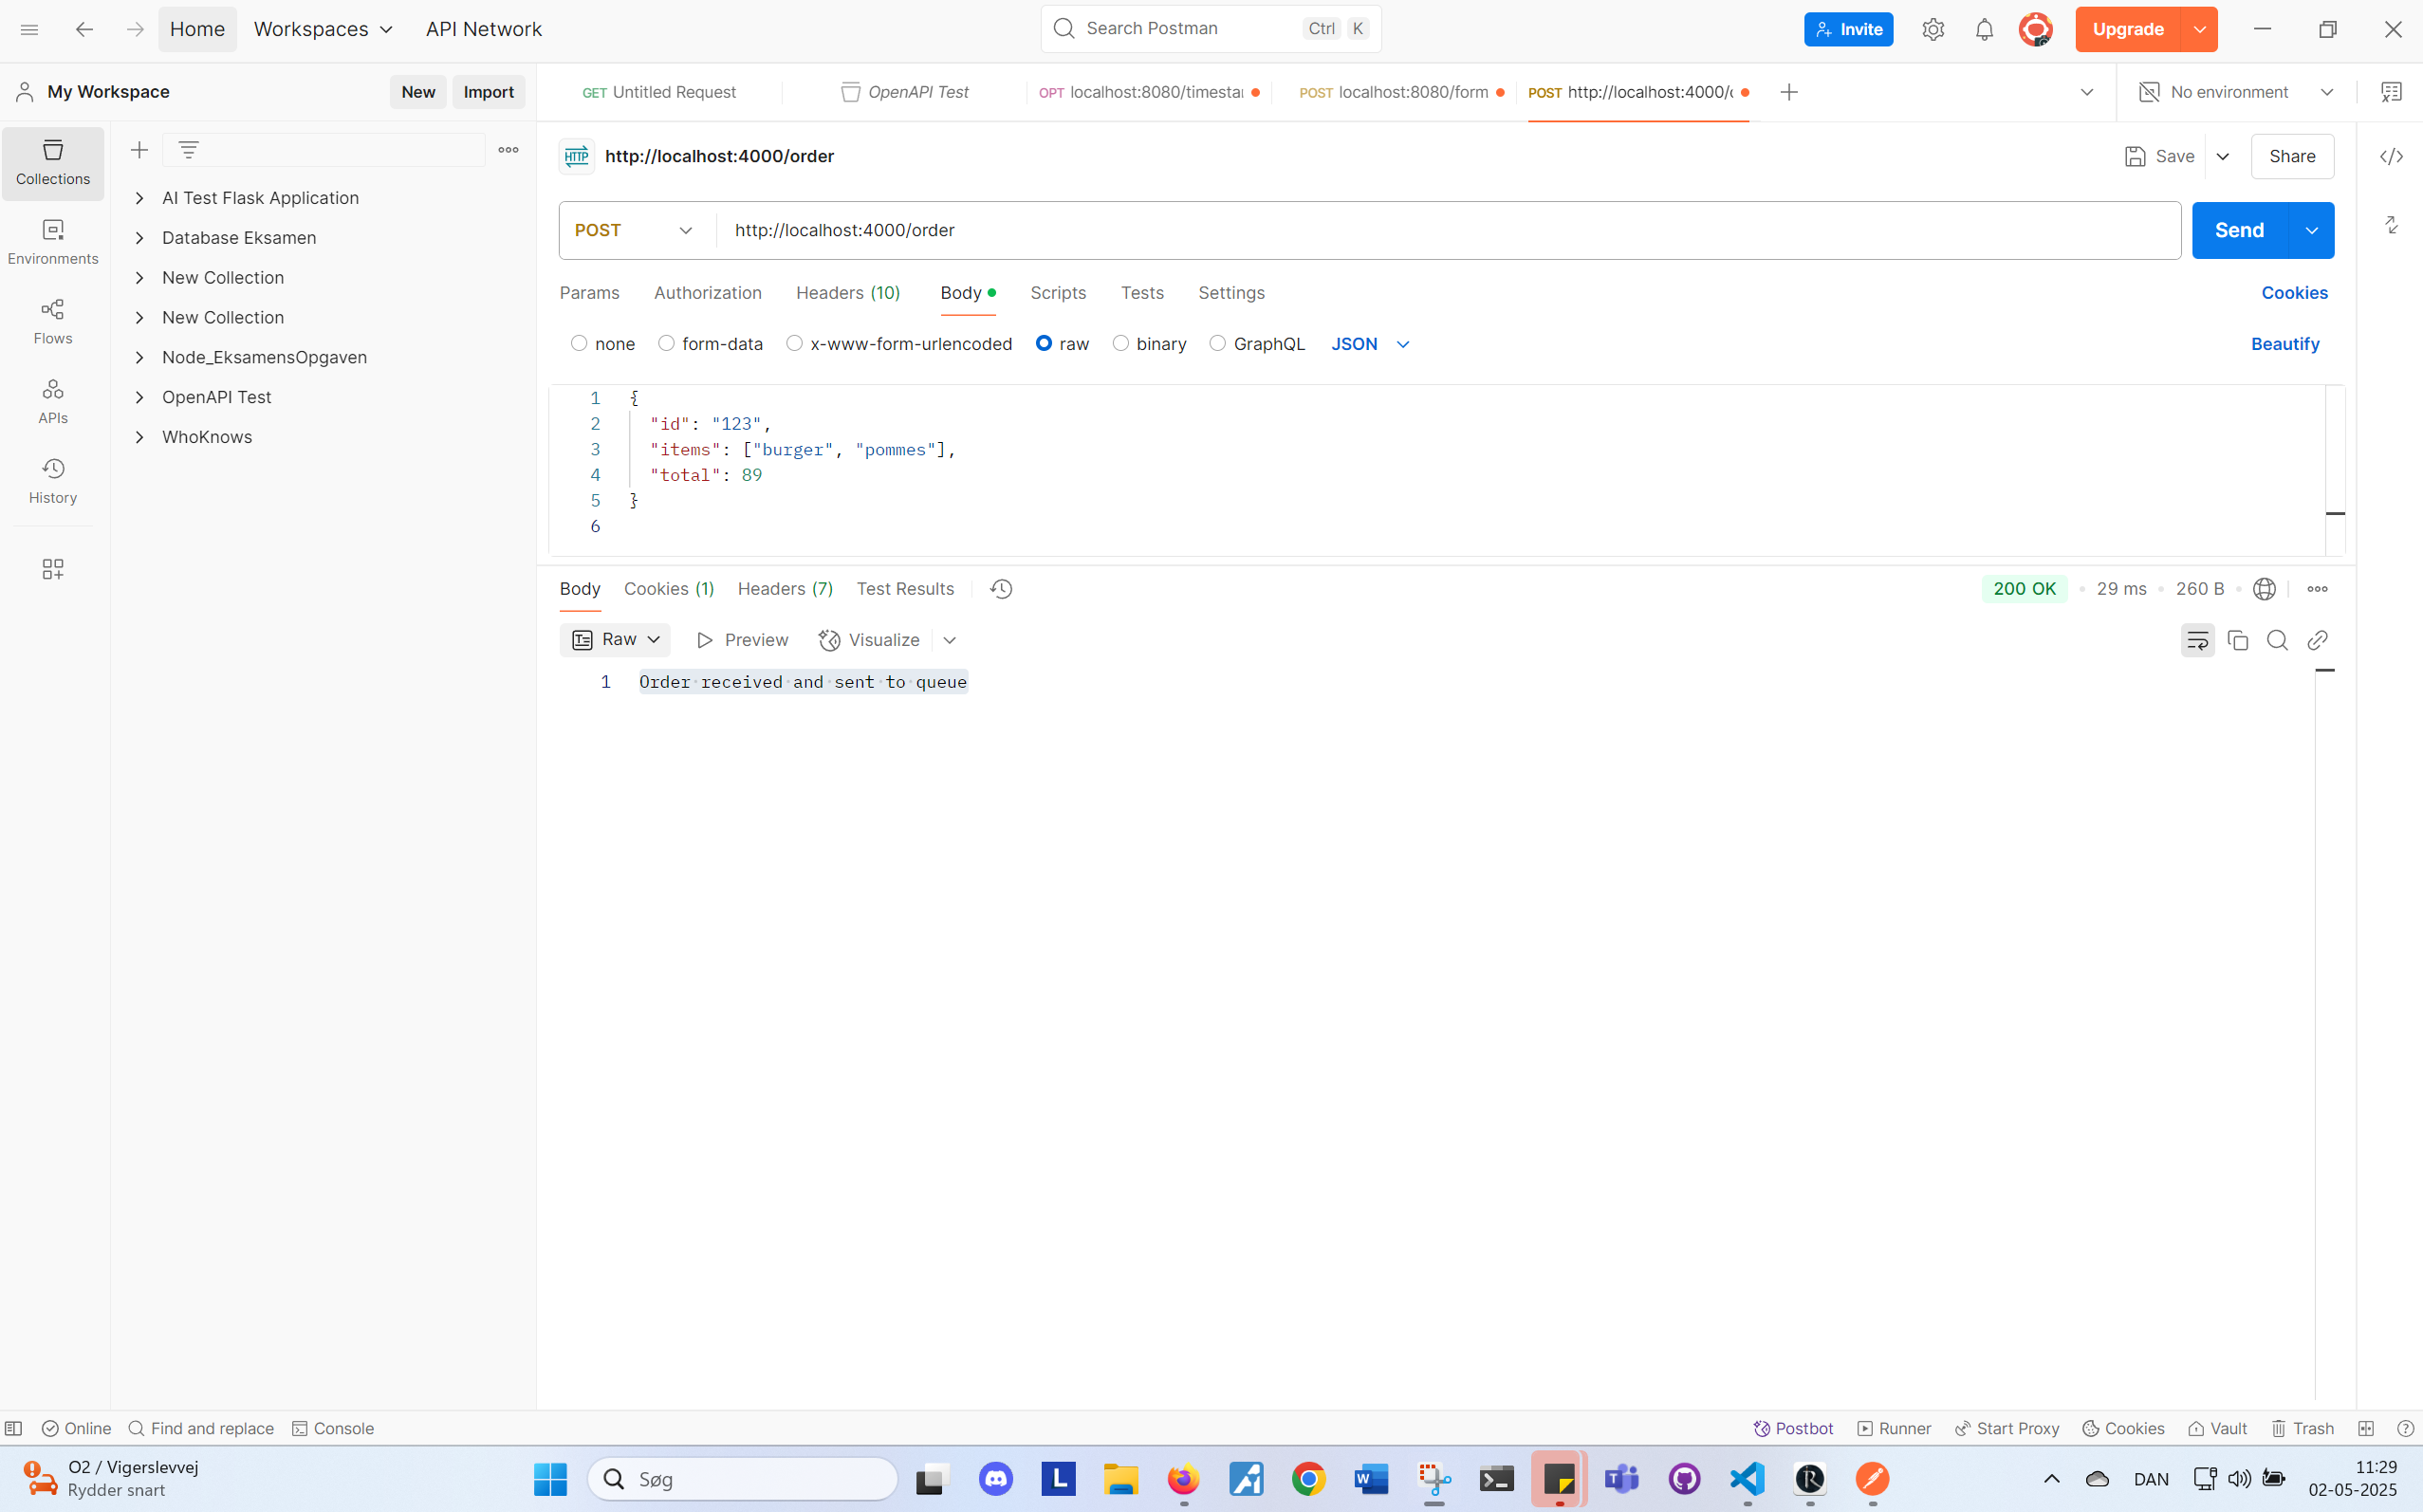 Home Workspaces API Network Search Postman Ctrl K Invite Upgrade
My Workspace New Import GET Untitled Request OpenAPI Test OPT localhost:8080/timestar POST localhost:8080/form POST http://localhost:4000/ No environment
Collections
Environments
Flows
APIs
History
AI Test Flask Application
Database Eksamen
New Collection
New Collection
Node_EksamensOpgaven
OpenAPI Test
WhoKnows
HTTP http://localhost:4000/order Save Share
POST http://localhost:4000/order Send
Params Authorization Headers (10) Body Scripts Tests Settings Cookies
none form-data x-www-form-urlencoded raw binary GraphQL JSON Beautify
1 {
2 "id": "123",
3 "items": ["burger", "pommes"],
4 "total": 89
5 }
6
Body Cookies (1) Headers (7) Test Results 200 OK • 29 ms • 260 B •
Raw Preview Visualize
1 Order received and sent to queue
Online Find and replace Console Postbot Runner Start Proxy Cookies Vault Trash
O2 / Vigerslevvej
Rydder snart
Søg
DAN
11:29
02-05-2025